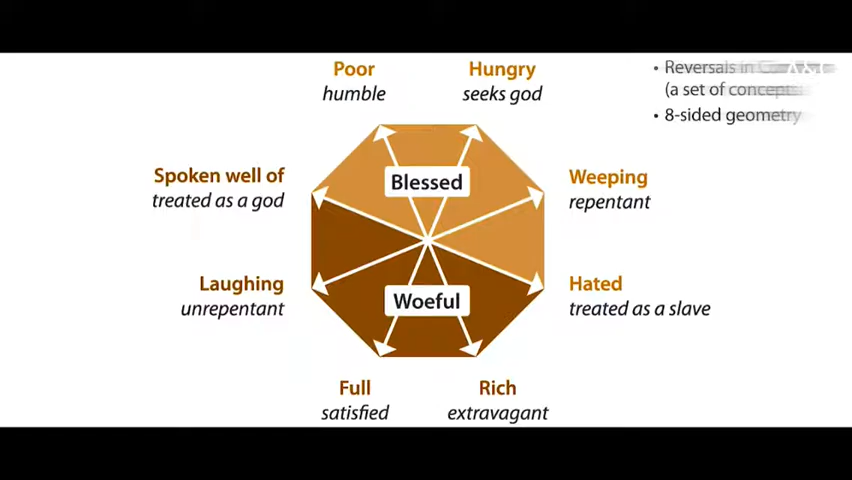 Poor
humble
Hungry
seeks god
• Reversals in
(a set of concepts
• 8-sided geometry
Spoken well of
treated as a god
Blessed
Weeping
repentant
Laughing
unrepentant
Woeful
Hated
treated as a slave
Full
satisfied
Rich
extravagant